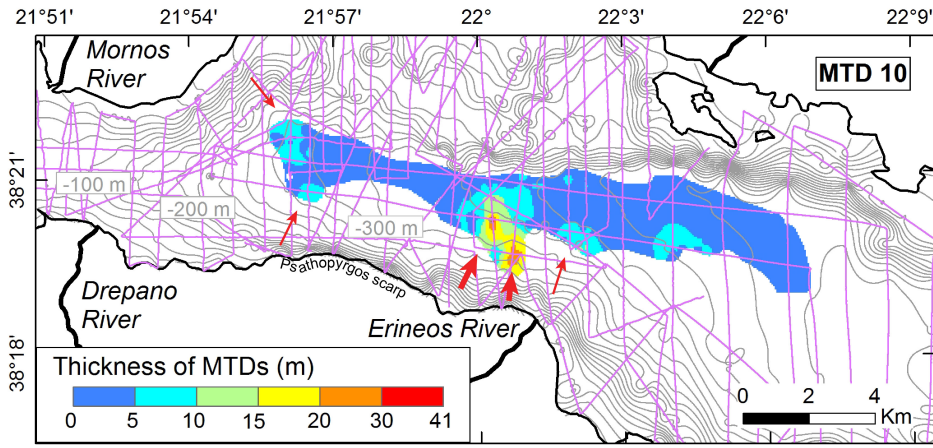 21°51' 21°54' 21°57' 22° 22°3' 22°6' 22°9'
Mornos
River
MTD 10
38°21'
-100 m
-200 m
-300 m
Psathopyrgos scarp
Drepano
River
Erineos River
38°18'
Thickness of MTDs (m)
0 5 10 15 20 30 41
0 2 4
Km